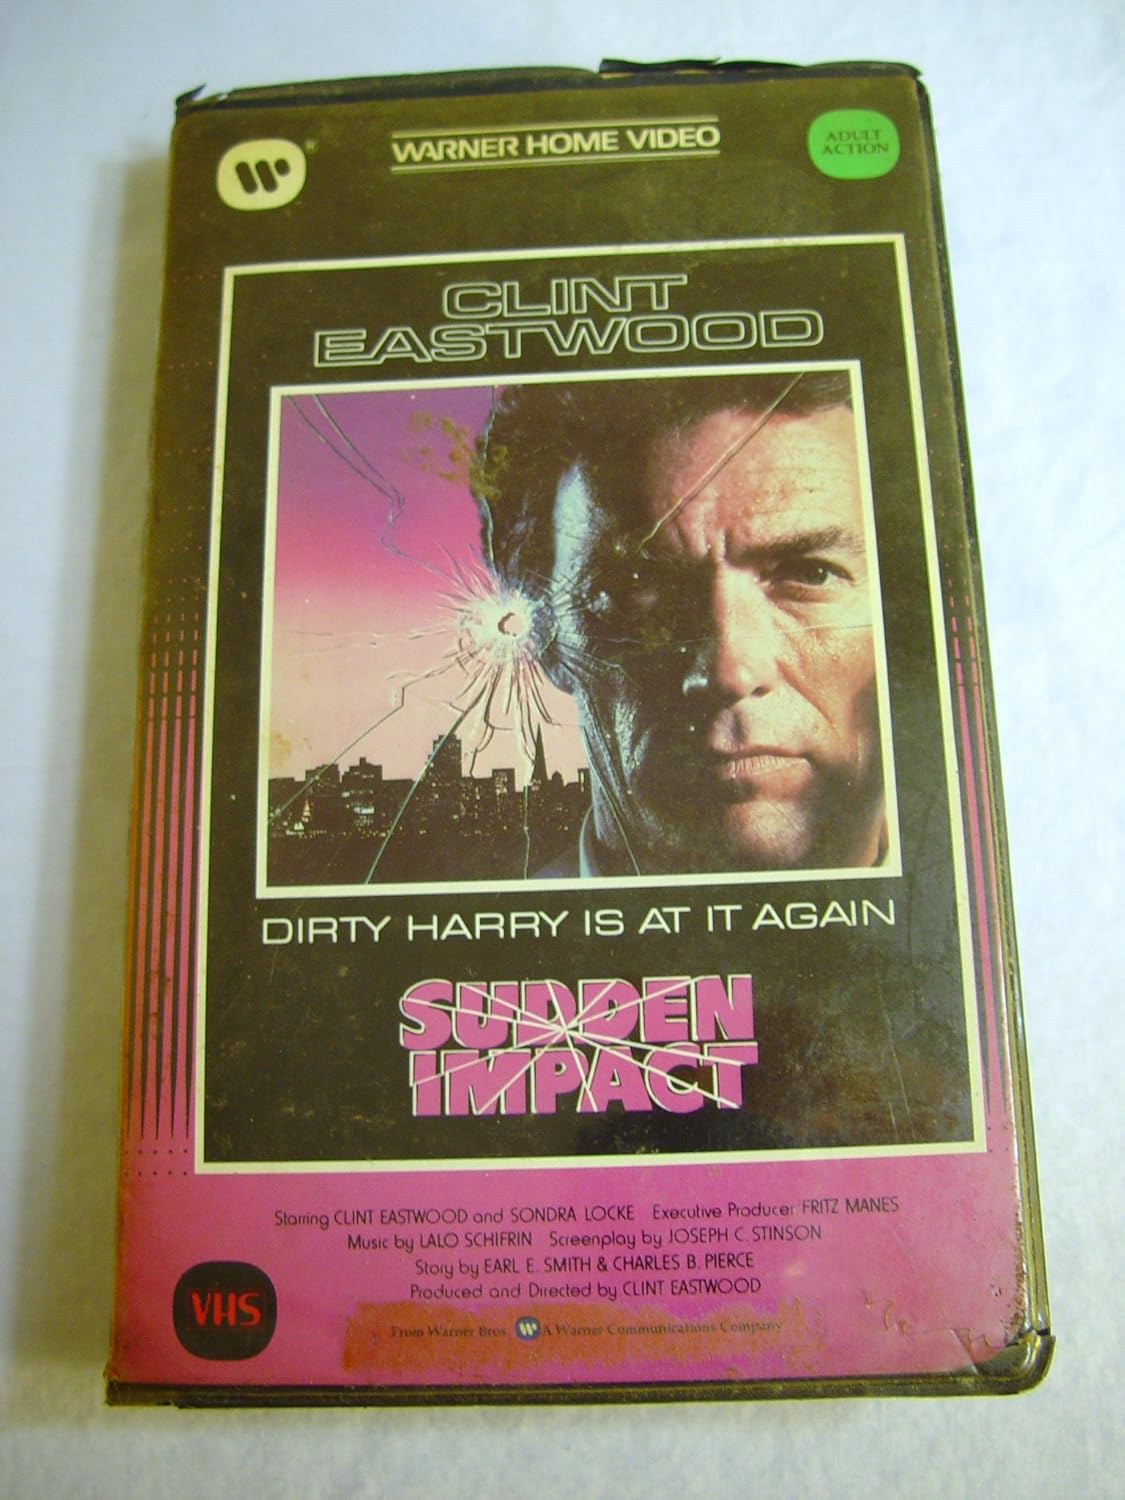 WARNER HOME VIDEO
ADULT
ACTION
CLINT
EASTWOOD
DIRTY HARRY IS AT IT AGAIN
SUDDEN
IMPACT
Starring CLINT EASTWOOD and SONDRA LOCKE Executive Producer FRITZ MANES
Music by LALO SCHIFRIN Screenplay by JOSEPH C. STINSON
Story by EARL E. SMITH & CHARLES B. PIERCE
Produced and Directed by CLINT EASTWOOD
VHS
From Warner Bros. A Warner Communications Company